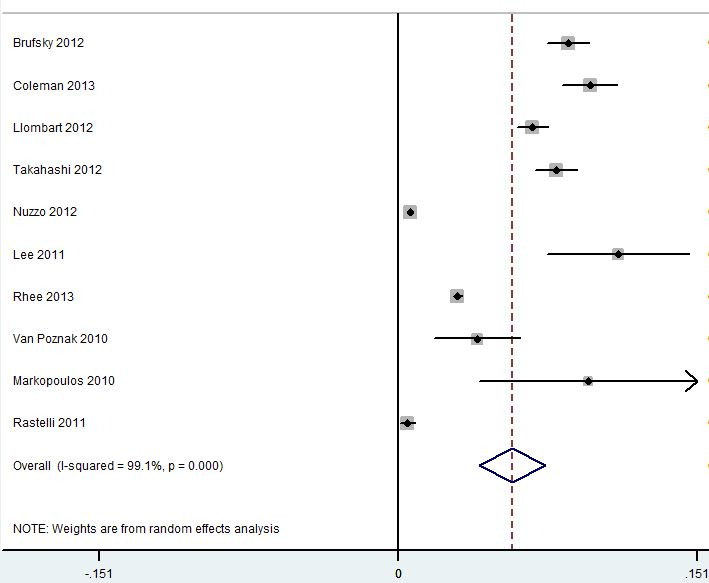 Brufsky 2012
Coleman 2013
Llombart 2012
Takahashi 2012
Nuzzo 2012
Lee 2011
Rhee 2013
Van Poznak 2010
Markopoulos 2010
Rastelli 2011
Overall (I-squared = 99.1%, p = 0.000)
NOTE: Weights are from random effects analysis
-.151 0 .151